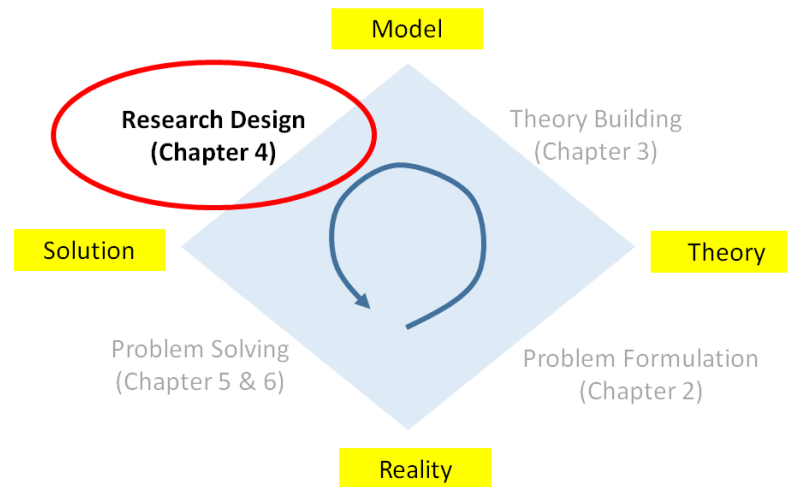 Model
Research Design
(Chapter 4)
Theory Building
(Chapter 3)
Solution
Theory
Problem Solving
(Chapter 5 & 6)
Problem Formulation
(Chapter 2)
Reality